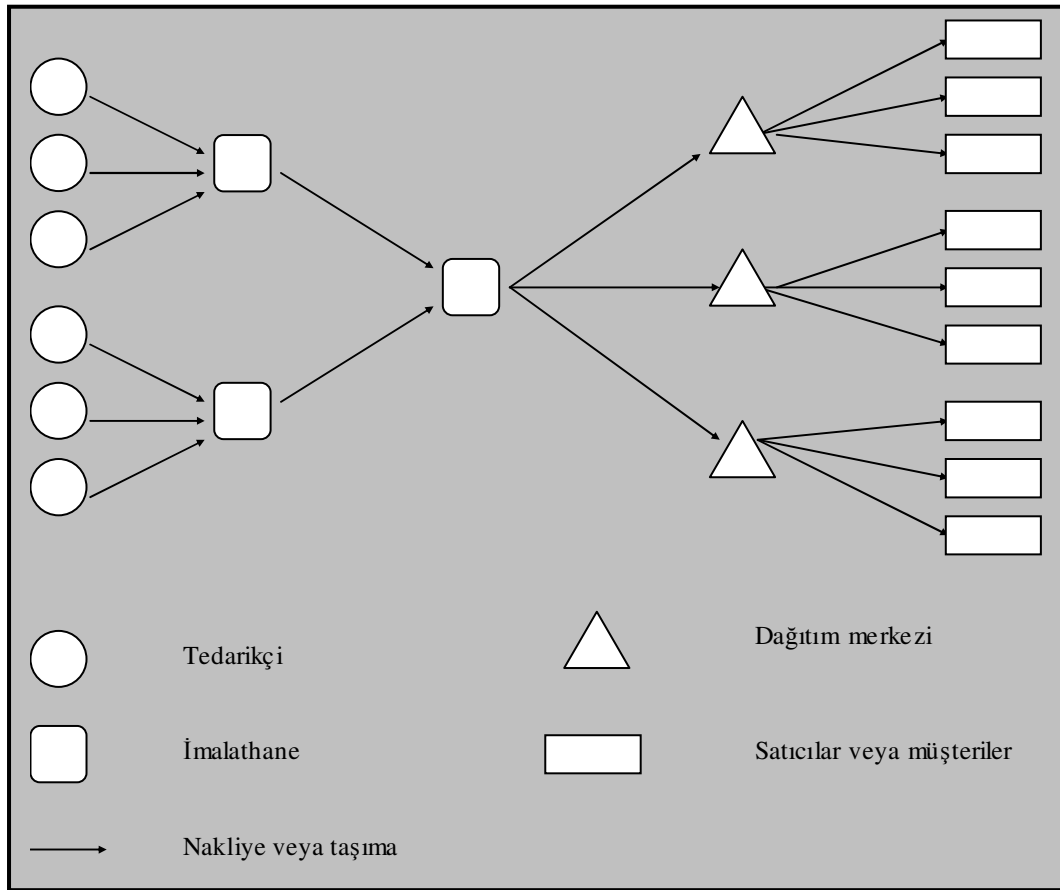 Tedarikçi
Dağıtım merkezi
İmalathane
Satıcılar veya müşteriler
Nakliye veya taşıma